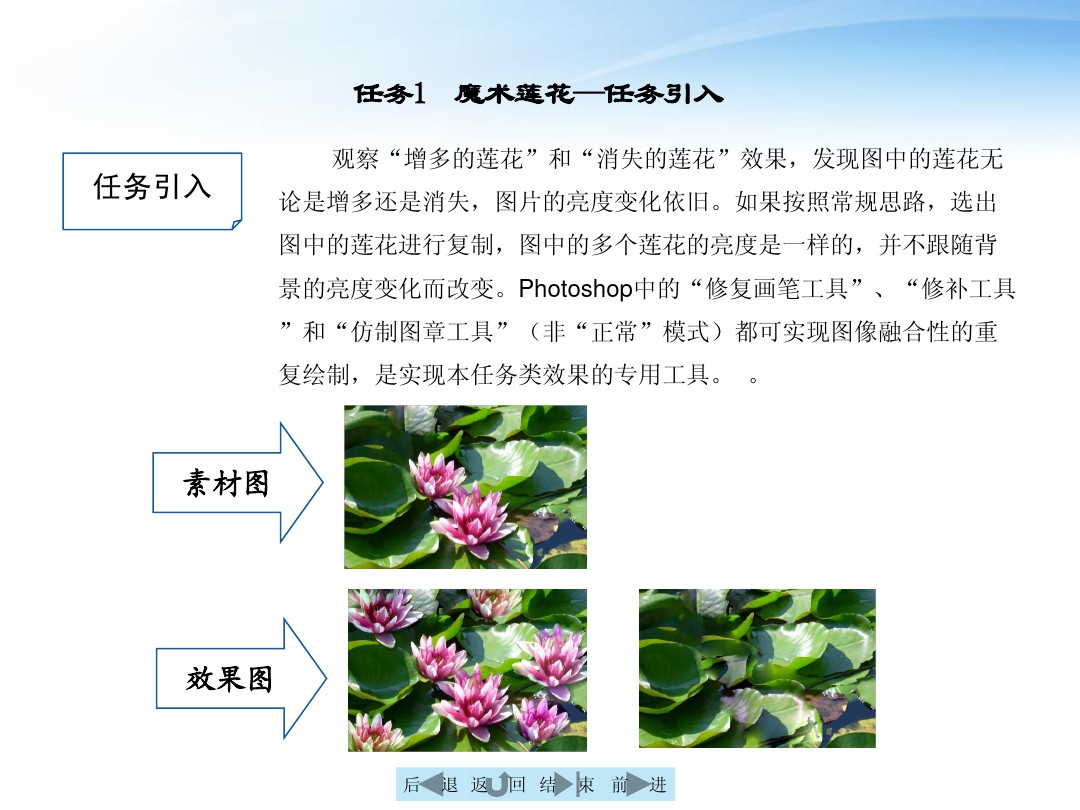 任务1 魔术莲花—任务引入
任务引入
观察“增多的莲花”和“消失的莲花”效果，发现图中的莲花无
论是增多还是消失，图片的亮度变化依旧。如果按照常规思路，选出
图中的莲花进行复制，图中的多个莲花的亮度是一样的，并不跟随背
景的亮度变化而改变。Photoshop中的“修复画笔工具”、“修补工具
”和“仿制图章工具”（非“正常”模式）都可实现图像融合性的重
复绘制，是实现本任务类效果的专用工具。 。
素材图
效果图
后退 返回 结束 前进